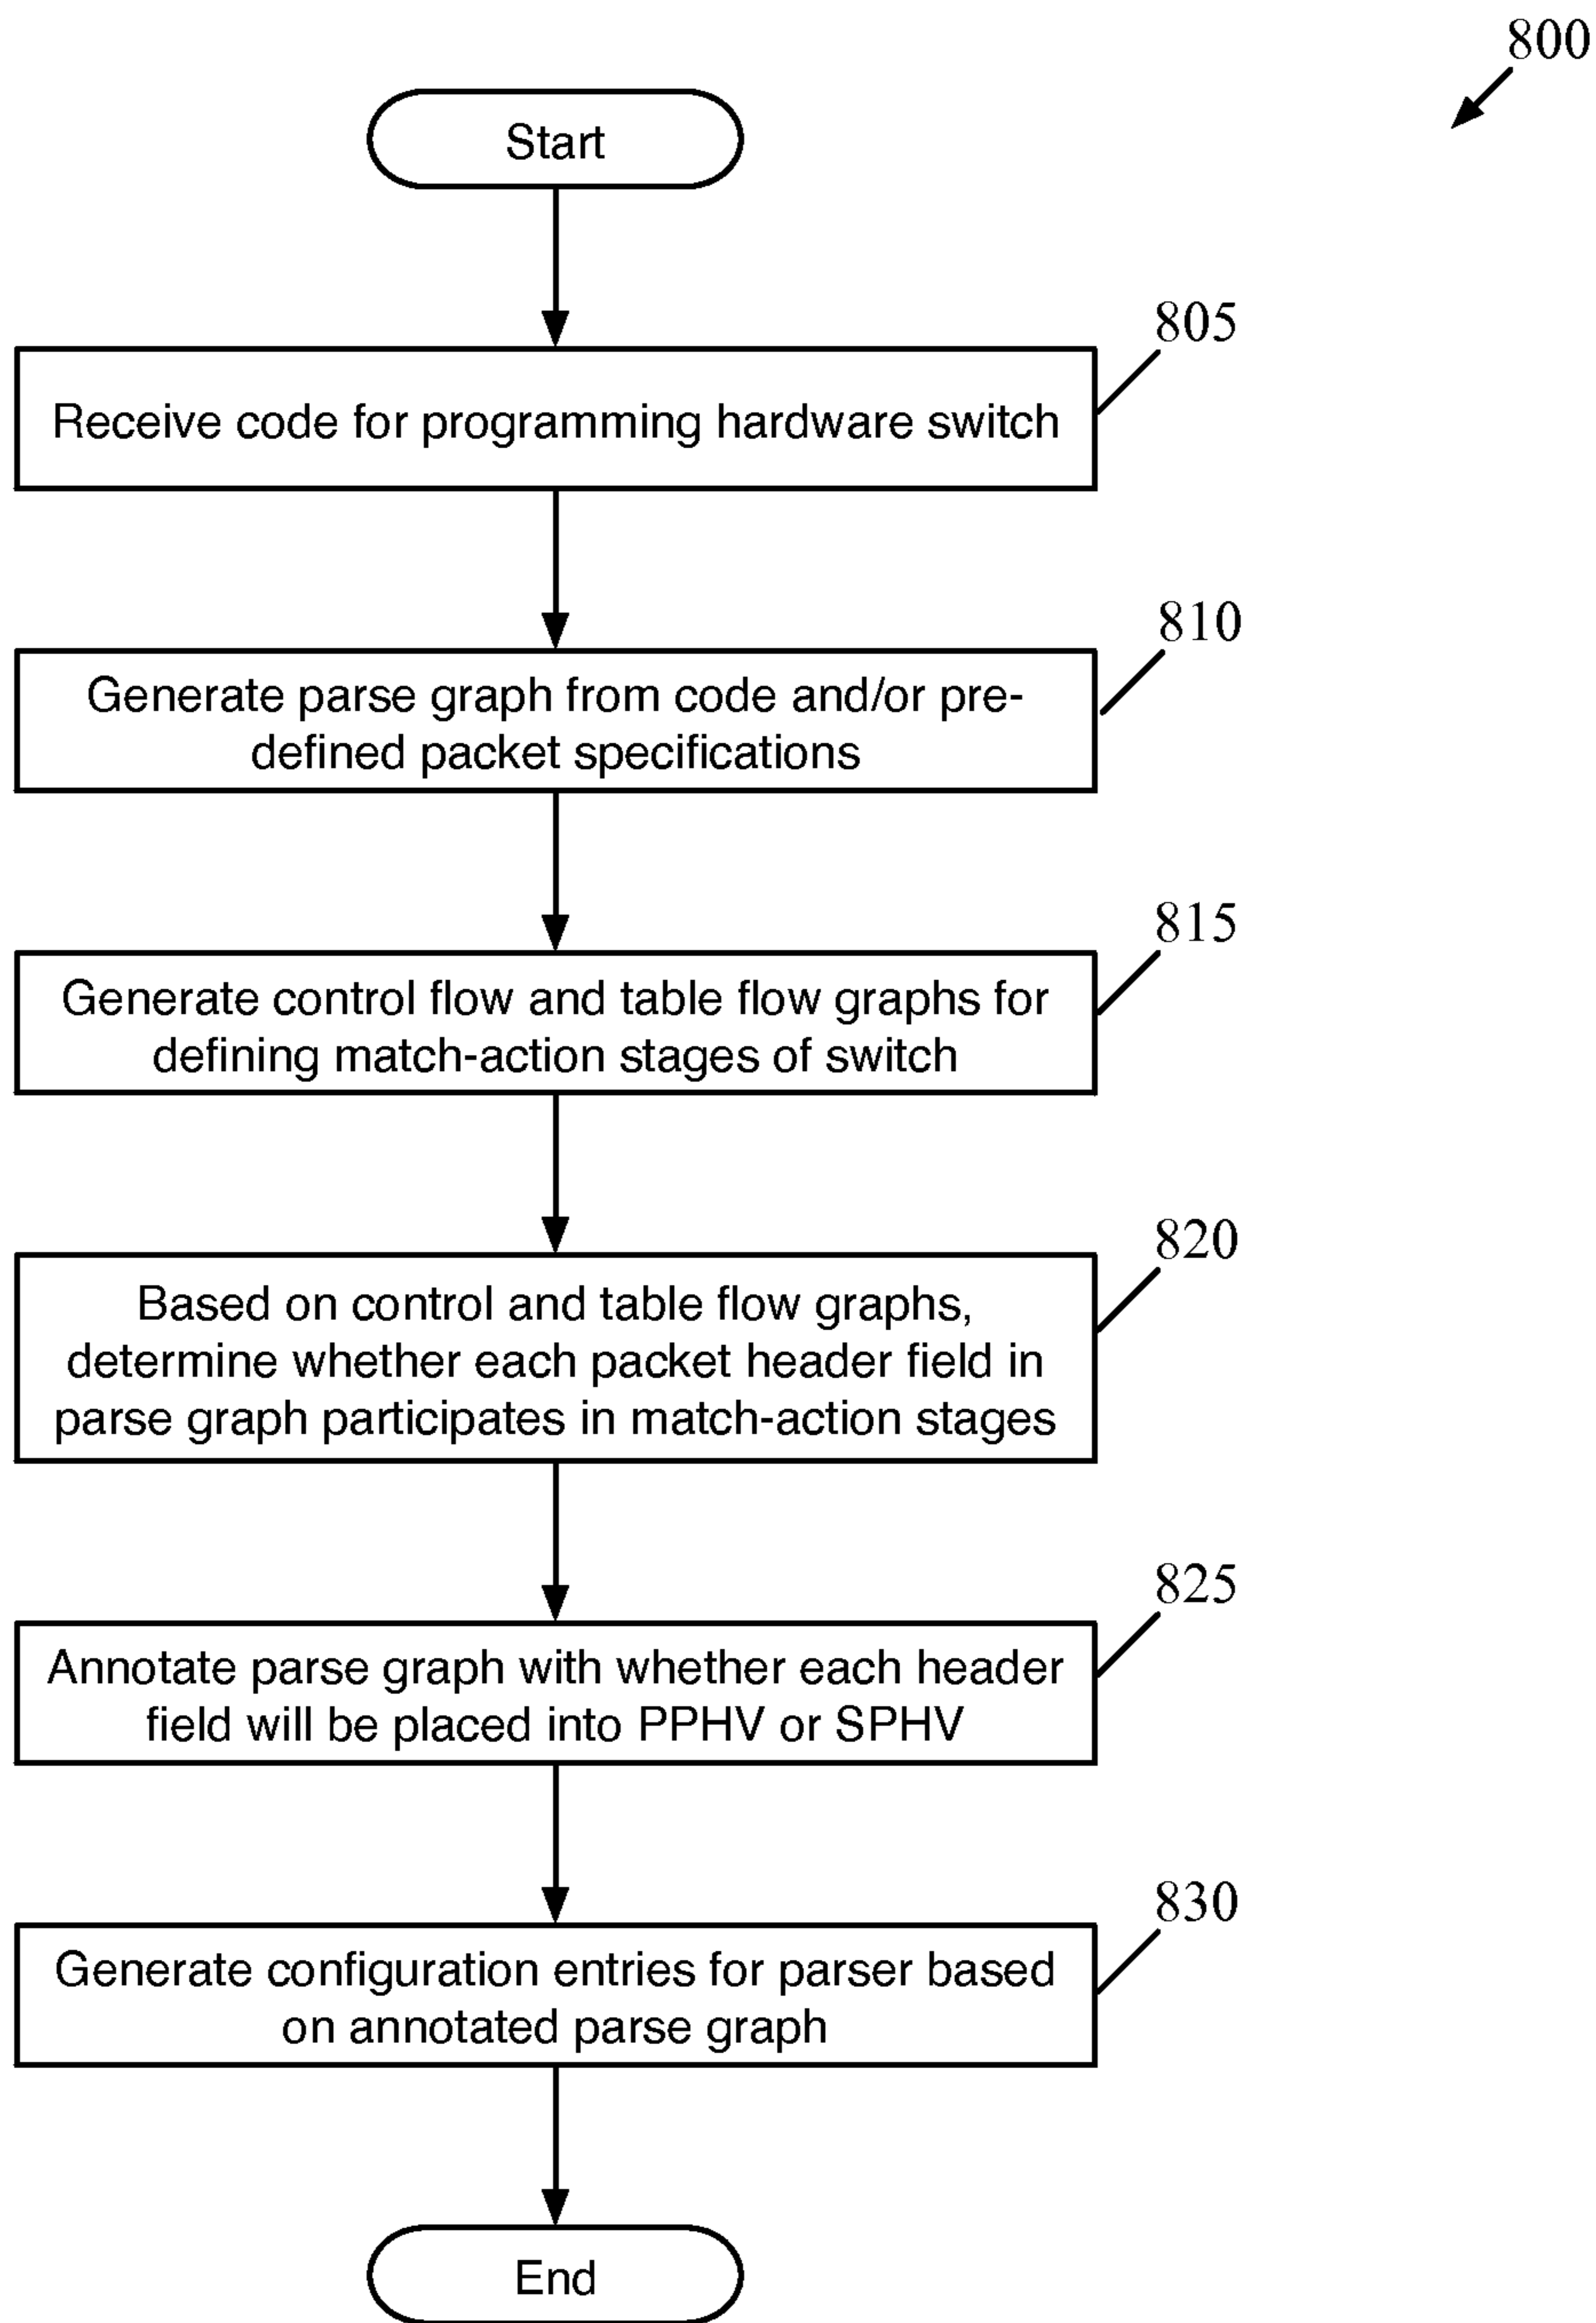 800
Start
805
Receive code for programming hardware switch
810
Generate parse graph from code and/or pre-
defined packet specifications
815
Generate control flow and table flow graphs for
defining match-action stages of switch
820
Based on control and table flow graphs,
determine whether each packet header field in
parse graph participates in match-action stages
825
Annotate parse graph with whether each header
field will be placed into PPHV or SPHV
830
Generate configuration entries for parser based
on annotated parse graph
End